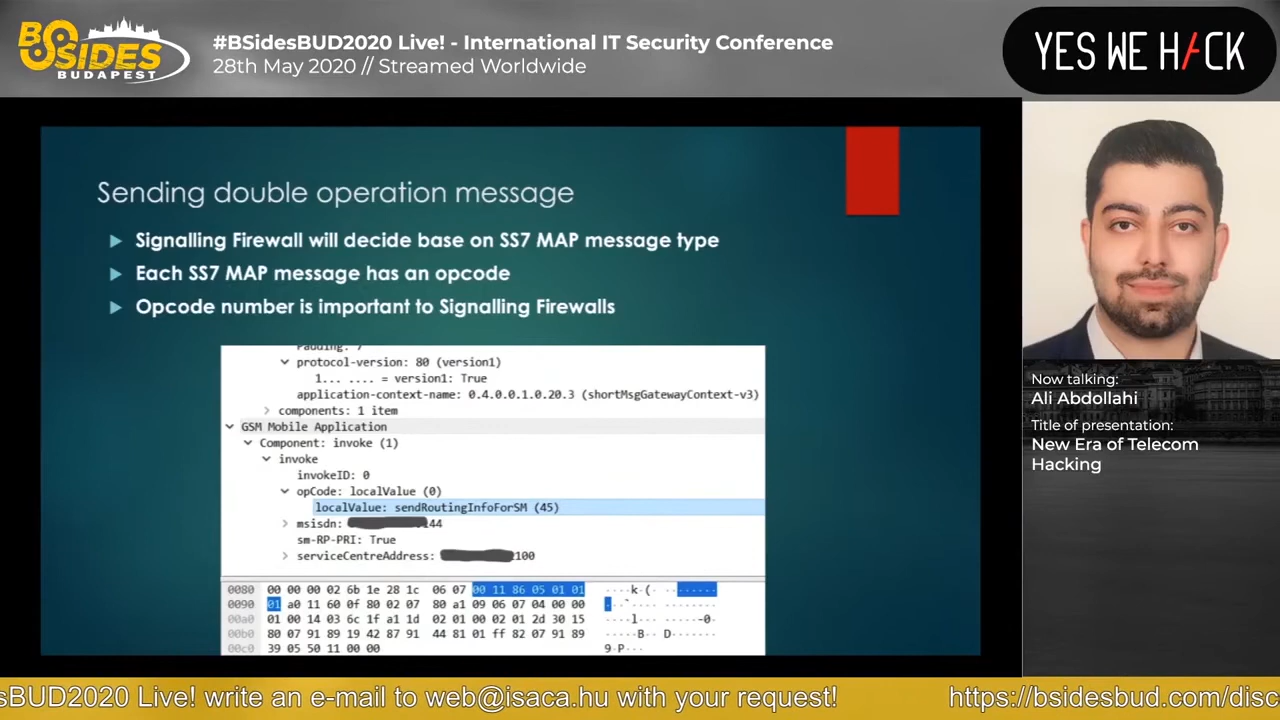 BSIDES
BUDAPEST
#BSidesBUD2020 Live! - International IT Security Conference
28th May 2020 // Streamed Worldwide
YES WE H/CK
Sending double operation message
Signalling Firewall will decide base on SS7 MAP message type
Each SS7 MAP message has an opcode
Opcode number is important to Signalling Firewalls
Padding: 7
protocol-version: 80 (version1)
1... .... = version1: True
application-context-name: 0.4.0.0.1.0.20.3 (shortMsgGatewayContext-v3)
components: 1 item
GSM Mobile Application
Component: invoke (1)
invoke
invokeID: 0
opCode: localValue (0)
localValue: sendRoutingInfoForSM (45)
msisdn: 144
sm-RP-PRI: True
serviceCentreAddress: 2100
0080 00 00 00 02 6b 1e 28 1c 06 07 00 11 86 05 01 01 ····k·(· ········
0090 01 a0 11 60 0f 80 02 07 80 a1 09 06 07 04 00 00 ···`···· ········
00a0 01 00 14 03 6c 1f a1 1d 02 01 00 02 01 2d 30 15 ····l··· ·····-0·
00b0 80 07 91 89 19 42 87 91 44 81 01 ff 82 07 91 89 ·····B·· D·······
00c0 39 05 50 11 00 00 9·P···
Now talking:
Ali Abdollahi
Title of presentation:
New Era of Telecom
Hacking
sBUD2020 Live! write an e-mail to web@isaca.hu with your request! https://bsidesbud.com/disc